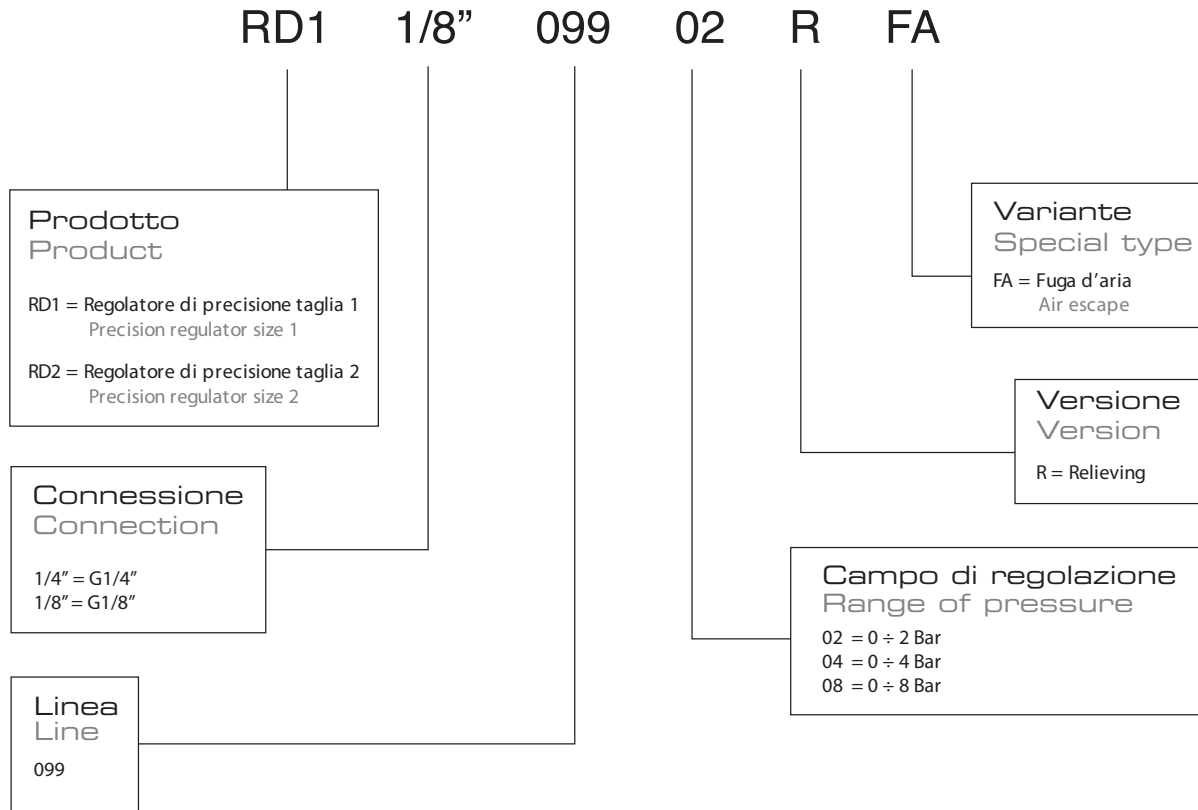 RD1 1/8” 099 02 R FA
Prodotto
Product
RD1 = Regolatore di precisione taglia 1
Precision regulator size 1
RD2 = Regolatore di precisione taglia 2
Precision regulator size 2
Connessione
Connection
1/4” = G1/4”
1/8” = G1/8”
Linea
Line
099
Variante
Special type
FA = Fuga d’aria
Air escape
Versione
Version
R = Relieving
Campo di regolazione
Range of pressure
02 = 0 ÷ 2 Bar
04 = 0 ÷ 4 Bar
08 = 0 ÷ 8 Bar